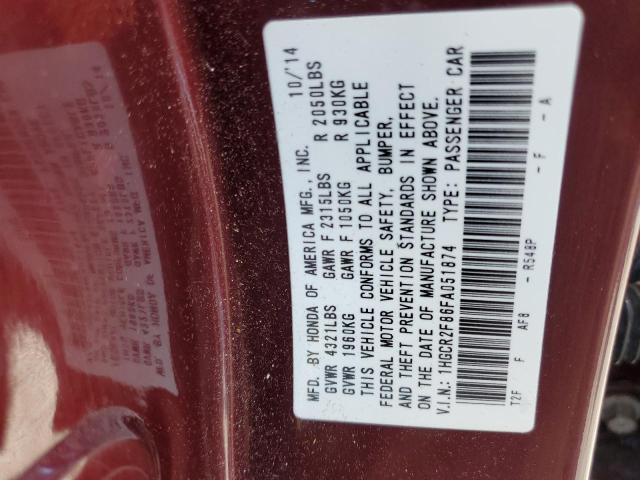 MFD. BY HONDA OF AMERICA MFG., INC. 10/'14
GVWR 4321LBS GAWR F 2315LBS R 2050LBS
GVWR 1960KG GAWR F 1050KG R 930KG
THIS VEHICLE CONFORMS TO ALL APPLICABLE
FEDERAL MOTOR VEHICLE SAFETY, BUMPER,
AND THEFT PREVENTION STANDARDS IN EFFECT
ON THE DATE OF MANUFACTURE SHOWN ABOVE.
V.I.N.: 1HGCR2F86FA051874 TYPE: PASSENGER CAR
T2F F AF8 - R548P - F - A